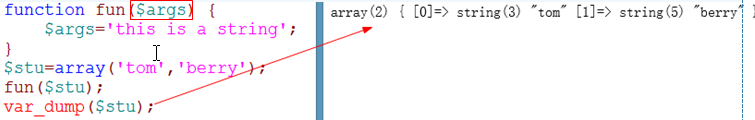 function fun($args) {
    $args='this is a string';
}
$stu=array('tom','berry');
fun($stu);
var_dump($stu);
array(2) { [0]=> string(3) "tom" [1]=> string(5) "berry" }